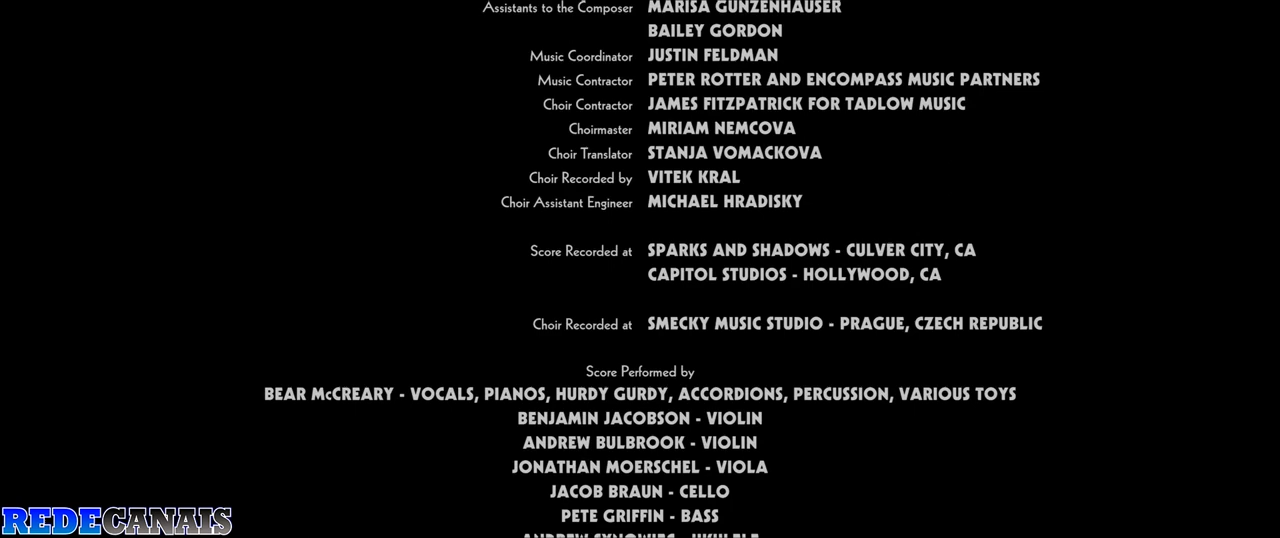 Assistants to the Composer MARISA GUNZENHAUSER
BAILEY GORDON
Music Coordinator JUSTIN FELDMAN
Music Contractor PETER ROTTER AND ENCOMPASS MUSIC PARTNERS
Choir Contractor JAMES FITZPATRICK FOR TADLOW MUSIC
Choirmaster MIRIAM NEMCOVA
Choir Translator STANJA VOMACKOVA
Choir Recorded by VITEK KRAL
Choir Assistant Engineer MICHAEL HRADISKY
Score Recorded at SPARKS AND SHADOWS - CULVER CITY, CA
CAPITOL STUDIOS - HOLLYWOOD, CA
Choir Recorded at SMECKY MUSIC STUDIO - PRAGUE, CZECH REPUBLIC
Score Performed by
BEAR McCREARY - VOCALS, PIANOS, HURDY GURDY, ACCORDIONS, PERCUSSION, VARIOUS TOYS
BENJAMIN JACOBSON - VIOLIN
ANDREW BULBROOK - VIOLIN
JONATHAN MOERSCHEL - VIOLA
JACOB BRAUN - CELLO
PETE GRIFFIN - BASS
REDECANAIS